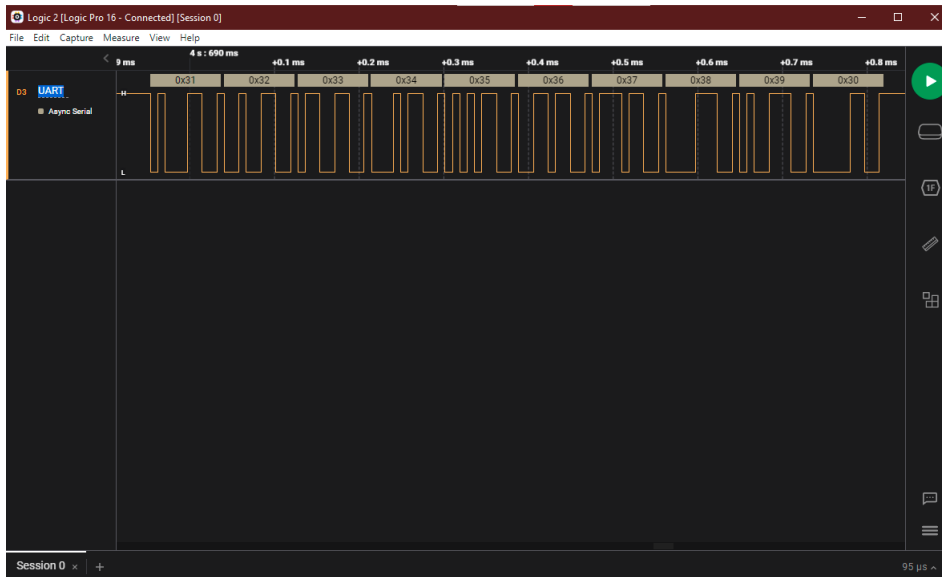 Logic 2 [Logic Pro 16 - Connected] [Session 0]
File Edit Capture Measure View Help
4 s : 690 ms
9 ms +0.1 ms +0.2 ms +0.3 ms +0.4 ms +0.5 ms +0.6 ms +0.7 ms +0.8 ms
0x31 0x32 0x33 0x34 0x35 0x36 0x37 0x38 0x39 0x30
D3 UART H
Async Serial
L
1F
Session 0 × +
95 µs